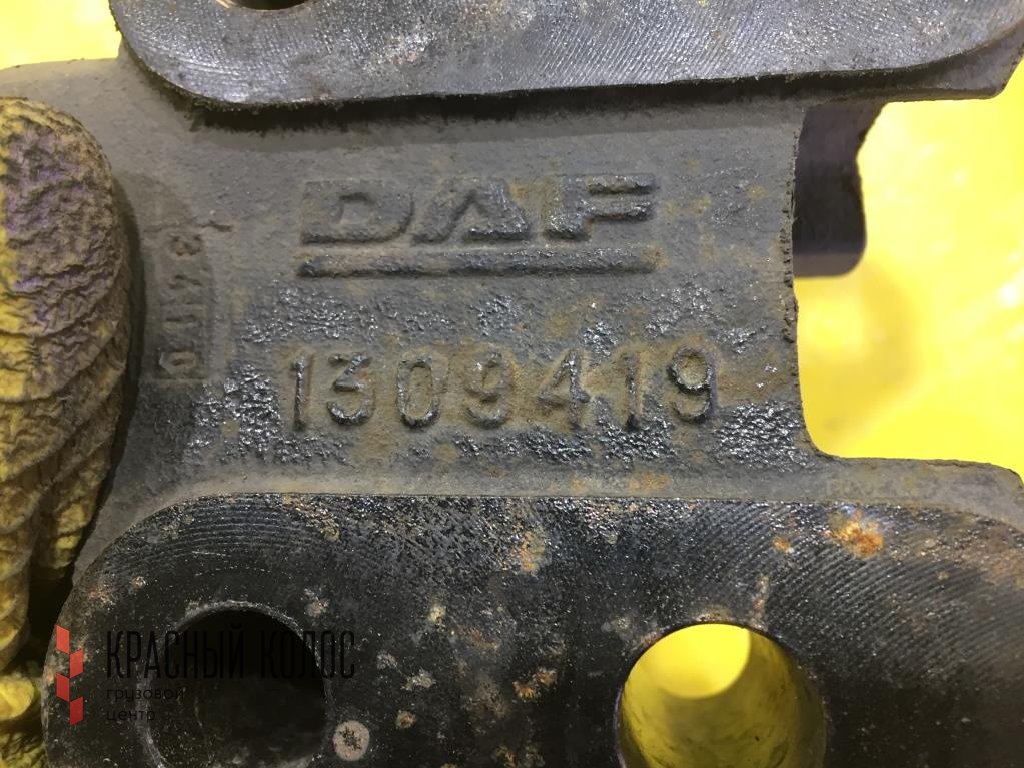 DAF
1309419
КРАСНЫЙ КОЛОС
грузовой
центр